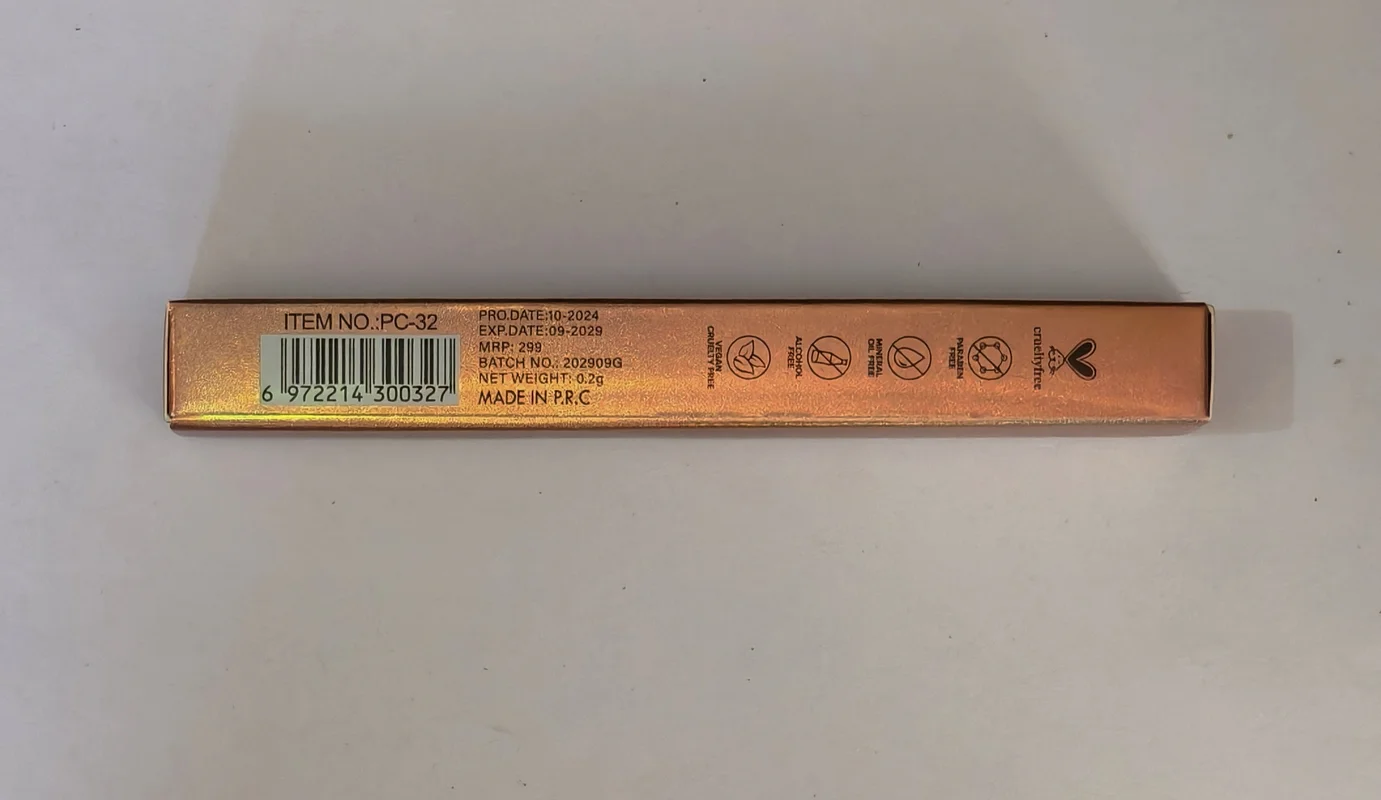 ITEM NO.:PC-32
6 972214 300327
PRO.DATE:10-2024
EXP.DATE:09-2029
MRP: 299
BATCH NO.: 202909G
NET WEIGHT: 0.2g
MADE IN P.R.C
VEGAN
CRUELTY FREE
ALCOHOL
FREE
MINERAL
OIL FREE
PARABEN
FREE
crueltyfree